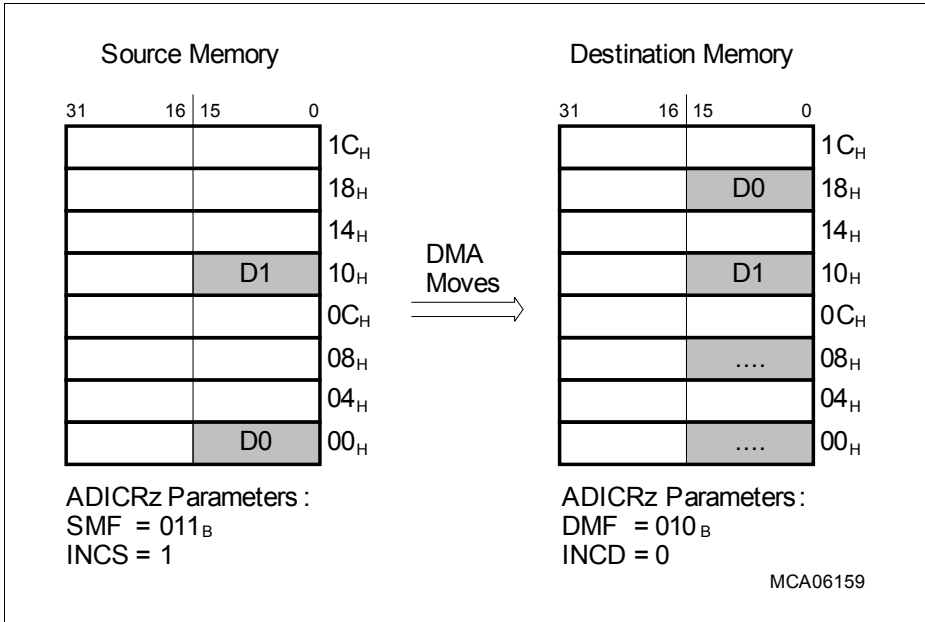 Source Memory
31 16 15 0
1CH
18H
14H
D1 10H
0CH
08H
04H
D0 00H
ADICRz Parameters:
SMF = 011B
INCS = 1
DMA
Moves
Destination Memory
31 16 15 0
1CH
D0 18H
14H
D1 10H
0CH
.... 08H
04H
.... 00H
ADICRz Parameters:
DMF = 010B
INCD = 0
MCA06159